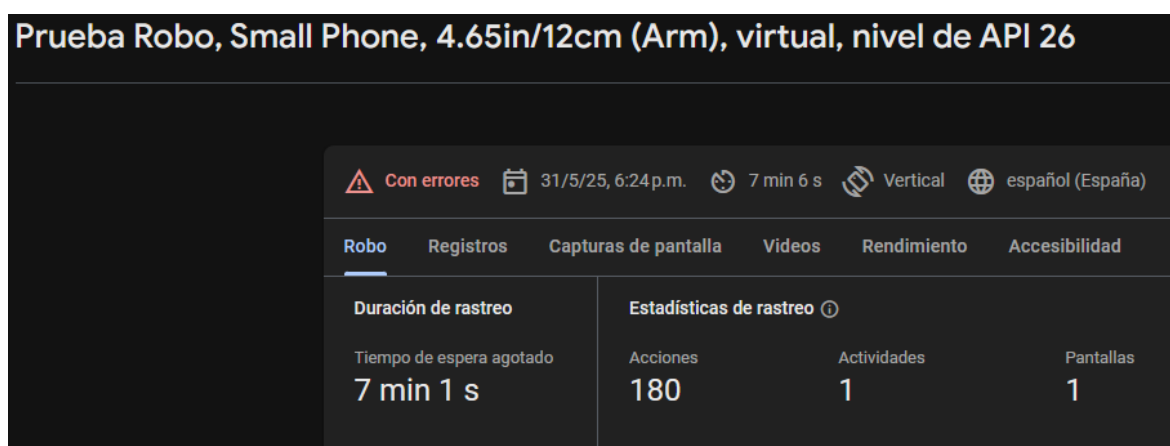 Prueba Robo, Small Phone, 4.65in/12cm (Arm), virtual, nivel de API 26
Con errores 31/5/25, 6:24 p.m. 7 min 6 s Vertical español (España)
Robo Registros Capturas de pantalla Videos Rendimiento Accesibilidad
Duración de rastreo Estadísticas de rastreo
Tiempo de espera agotado Acciones Actividades Pantallas
7 min 1 s 180 1 1